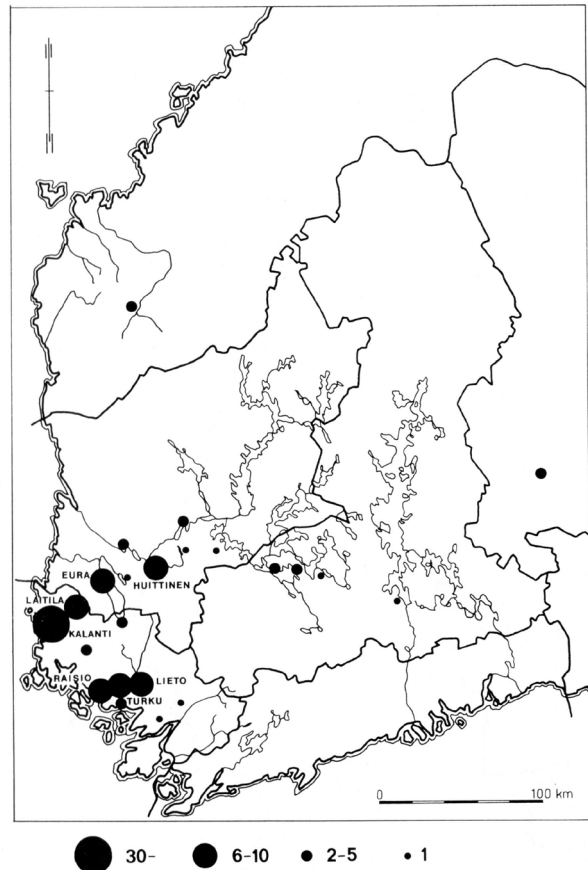 EURA
HUITTINEN
LAITILA
KALANTI
RAISIO
LIETO
TURKU
0 100 km
30- 6-10 2-5 1